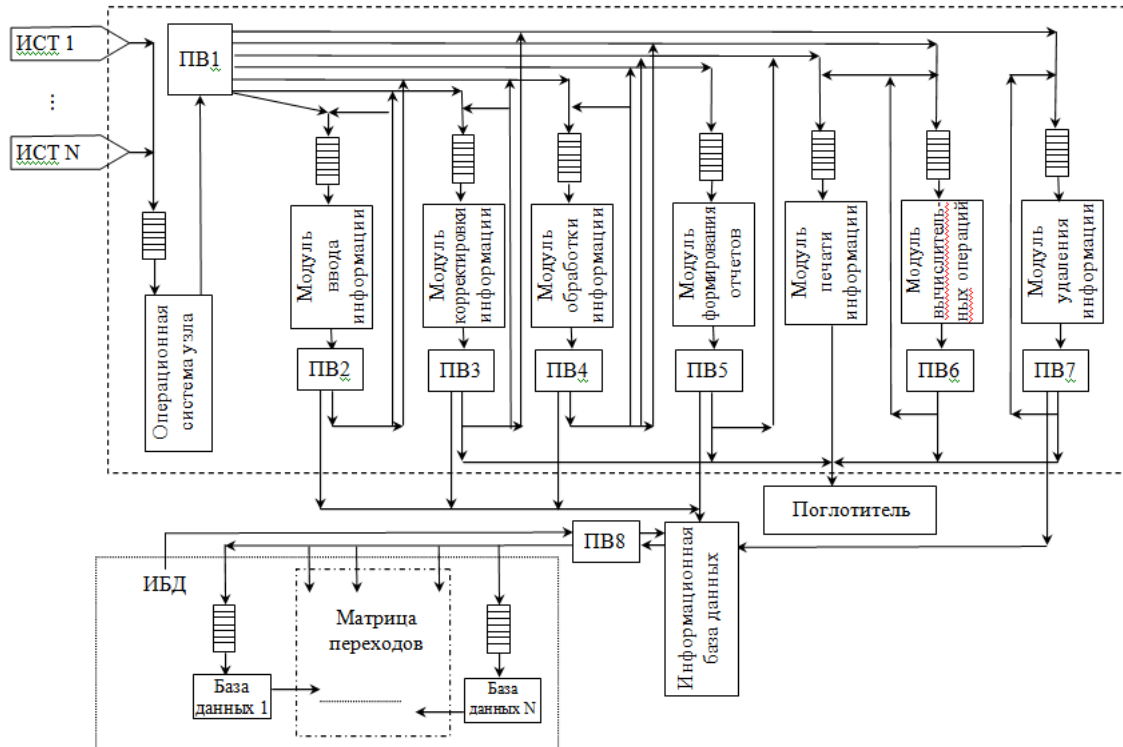 ИСТ 1
⋮
ИСТ N
ПВ1
Операционная
система узла
Модуль
ввода
информации
Модуль
корректировки
информации
Модуль
обработки
информации
Модуль
формирования
отчетов
Модуль
печати
информации
Модуль
вычислитель-
ных операций
Модуль
удаления
информации
ПВ2
ПВ3
ПВ4
ПВ5
ПВ6
ПВ7
Поглотитель
ПВ8
Информационная
база данных
ИБД
Матрица
переходов
База
данных 1
База
данных N